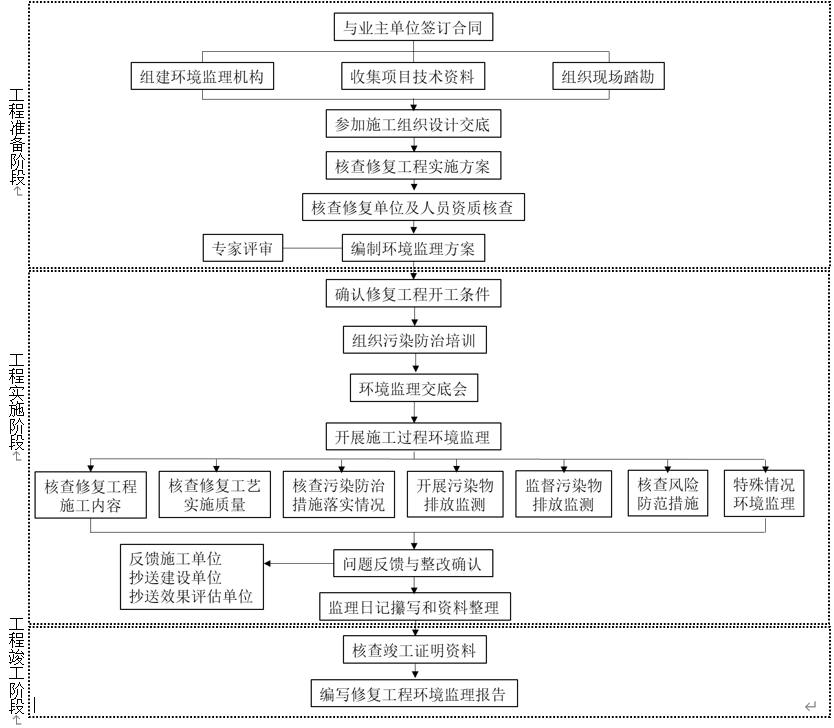 工程准备阶段
与业主单位签订合同
组建环境监理机构
收集项目技术资料
组织现场踏勘
参加施工组织设计交底
核查修复工程实施方案
核查修复单位及人员资质核查
专家评审
编制环境监理方案
工程实施阶段
确认修复工程开工条件
组织污染防治培训
环境监理交底会
开展施工过程环境监理
核查修复工程
施工内容
核查修复工艺
实施质量
核查污染防治
措施落实情况
开展污染物
排放监测
监督污染物
排放监测
核查风险
防范措施
特殊情况
环境监理
反馈施工单位
抄送建设单位
抄送效果评估单位
问题反馈与整改确认
监理日记攥写和资料整理
工程竣工阶段
核查竣工证明资料
编写修复工程环境监理报告